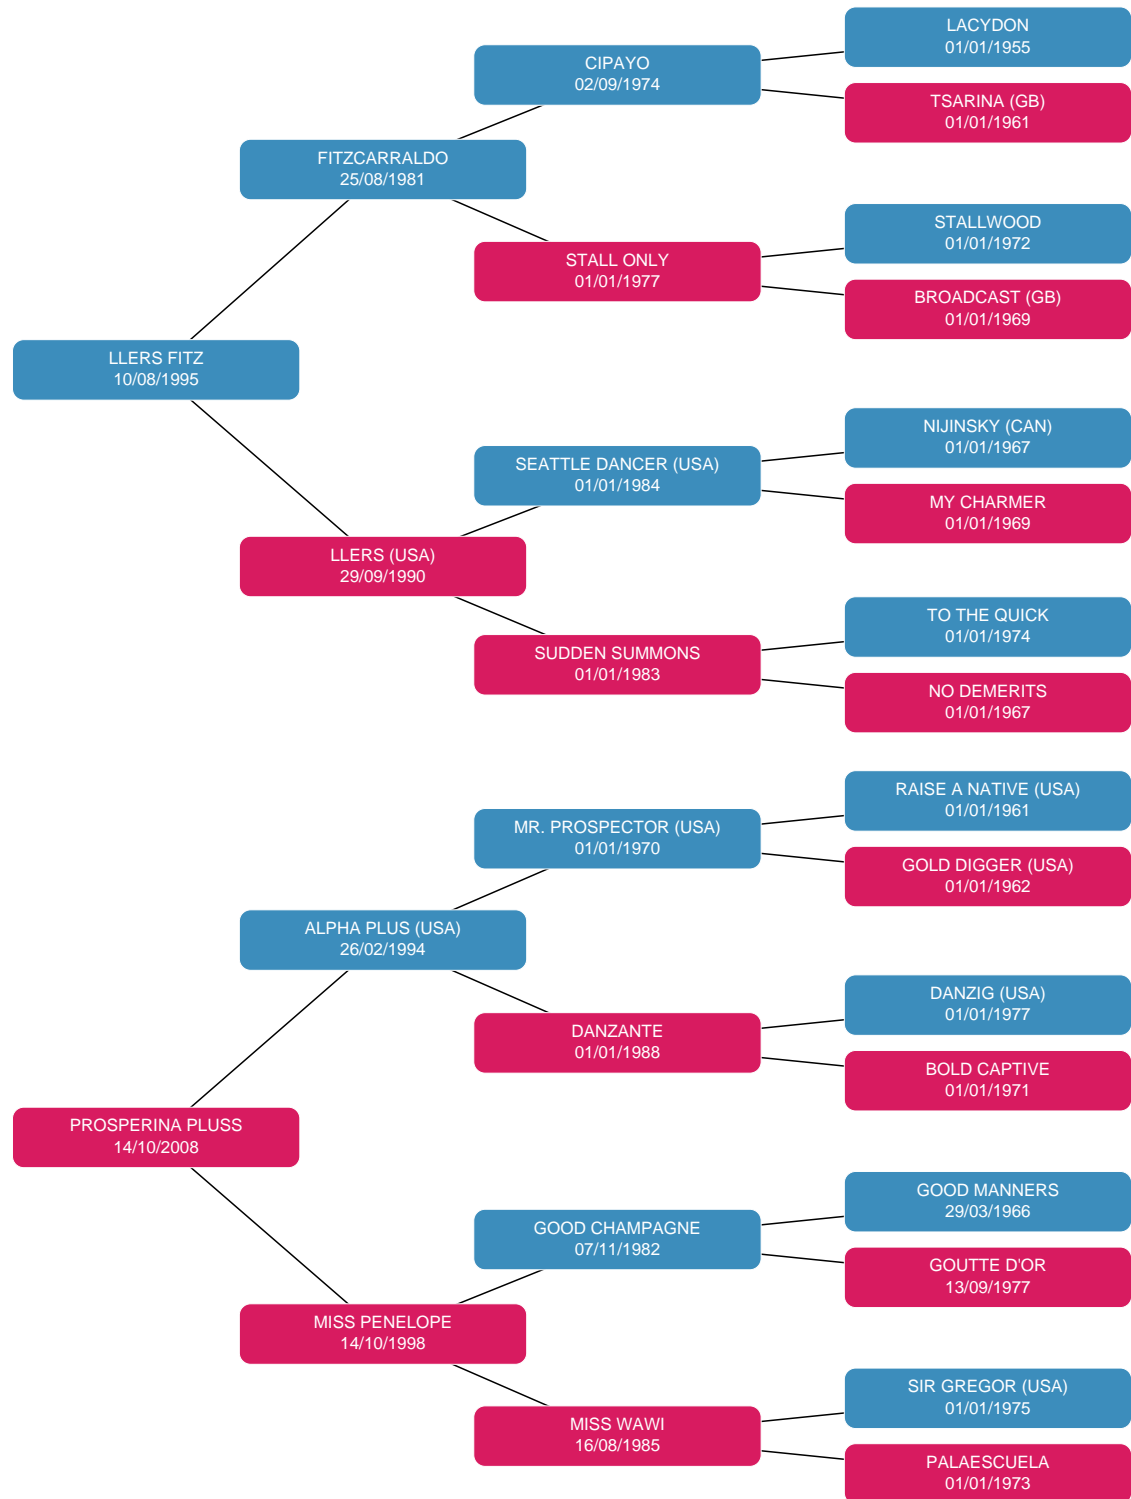 LACYDON
01/01/1955
CIPAYO
02/09/1974
TSARINA (GB)
01/01/1961
FITZCARRALDO
25/08/1981
STALLWOOD
01/01/1972
STALL ONLY
01/01/1977
BROADCAST (GB)
01/01/1969
LLERS FITZ
10/08/1995
NIJINSKY (CAN)
01/01/1967
SEATTLE DANCER (USA)
01/01/1984
MY CHARMER
01/01/1969
LLERS (USA)
29/09/1990
TO THE QUICK
01/01/1974
SUDDEN SUMMONS
01/01/1983
NO DEMERITS
01/01/1967
RAISE A NATIVE (USA)
01/01/1961
MR. PROSPECTOR (USA)
01/01/1970
GOLD DIGGER (USA)
01/01/1962
ALPHA PLUS (USA)
26/02/1994
DANZIG (USA)
01/01/1977
DANZANTE
01/01/1988
BOLD CAPTIVE
01/01/1971
PROSPERINA PLUSS
14/10/2008
GOOD MANNERS
29/03/1966
GOOD CHAMPAGNE
07/11/1982
GOUTTE D'OR
13/09/1977
MISS PENELOPE
14/10/1998
SIR GREGOR (USA)
01/01/1975
MISS WAWI
16/08/1985
PALAESCUELA
01/01/1973